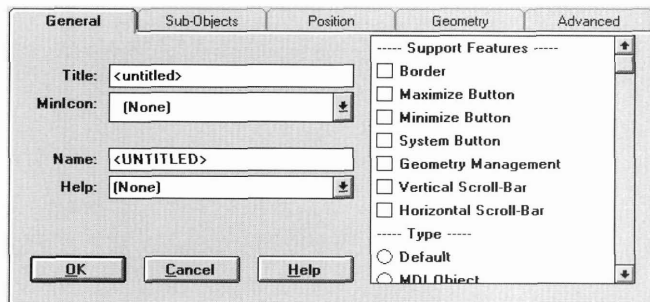 General Sub-Objects Position Geometry Advanced
Title: <untitled>
MinIcon: (None)
Name: <UNTITLED>
Help: (None)
OK Cancel Help
----- Support Features -----
Border
Maximize Button
Minimize Button
System Button
Geometry Management
Vertical Scroll-Bar
Horizontal Scroll-Bar
----- Type -----
Default
MDI Object